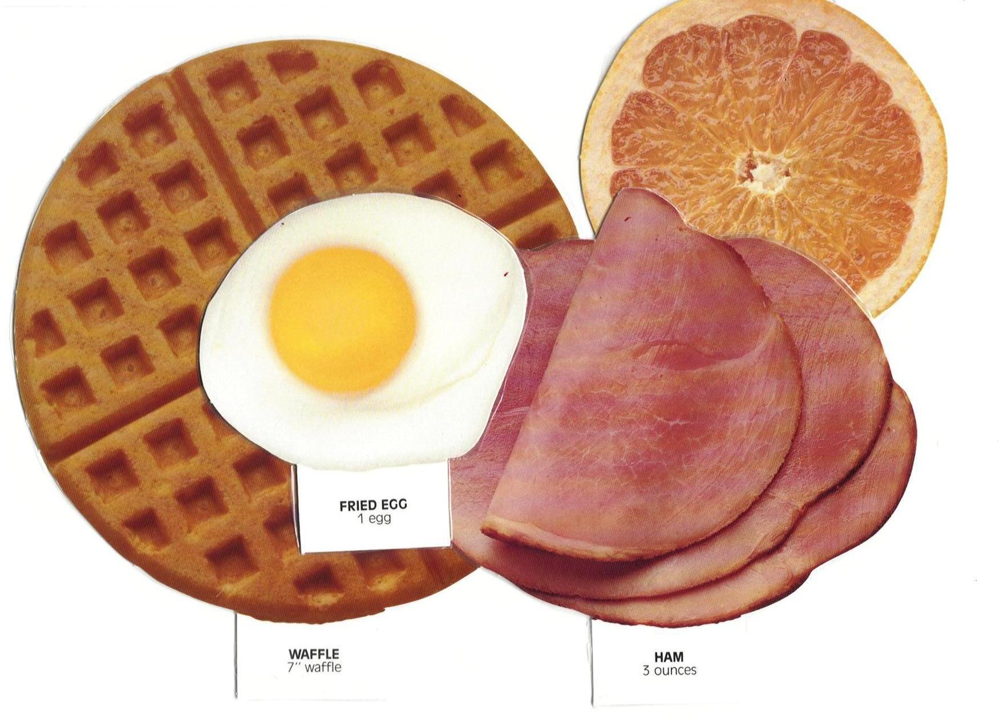 FRIED EGG
1 egg
WAFFLE
7" waffle
HAM
3 ounces